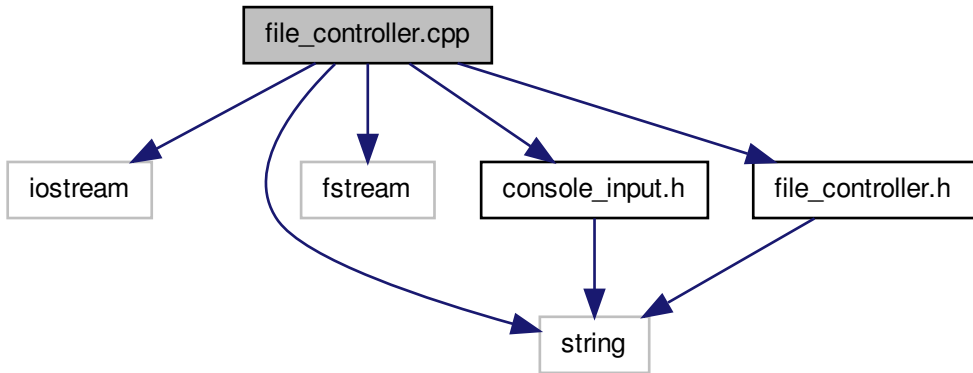 file_controller.cpp
iostream
fstream
console_input.h
file_controller.h
string